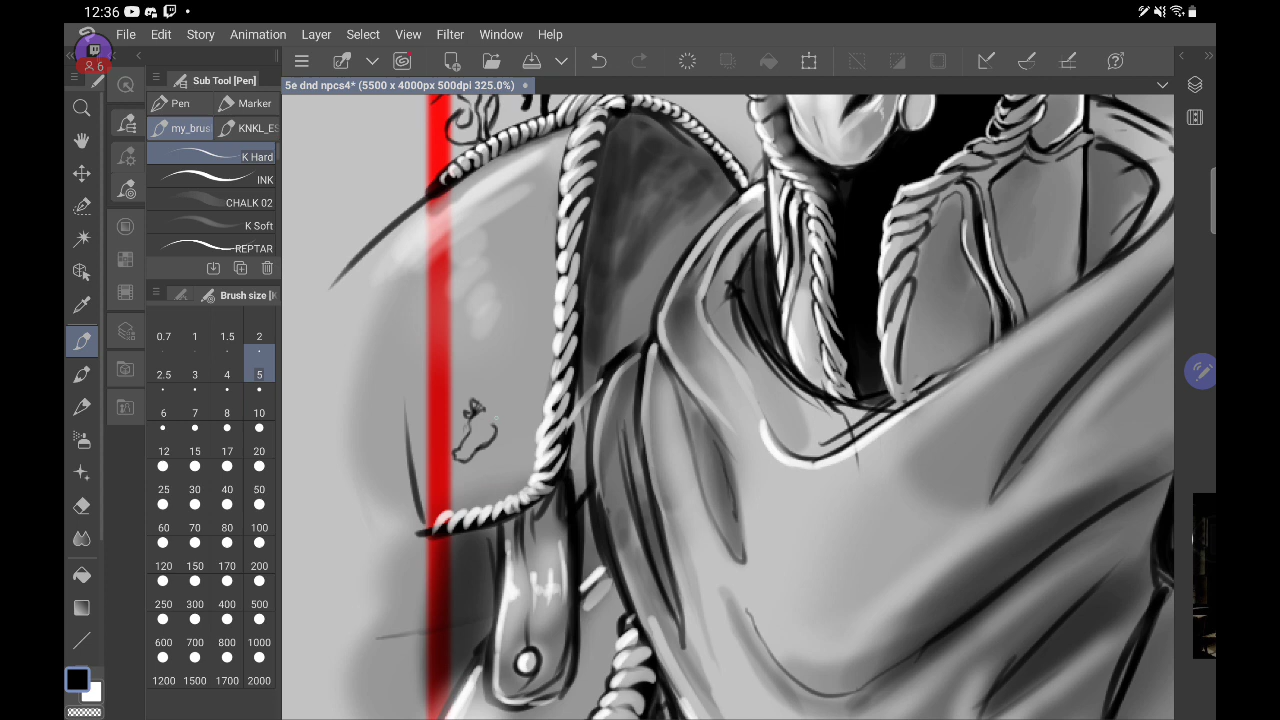 12:36
File Edit Story Animation Layer Select View Filter Window Help
6
Sub Tool [Pen]
5e dnd npcs4* (5500 x 4000px 500dpi 325.0%)
Pen Marker
my_brus KNKL_ES
K Hard
INK
CHALK 02
K Soft
REPTAR
Brush size [
0.7 1 1.5 2
2.5 3 4 5
6 7 8 10
12 15 17 20
25 30 40 50
60 70 80 100
120 150 170 200
250 300 400 500
600 700 800 1000
1200 1500 1700 2000